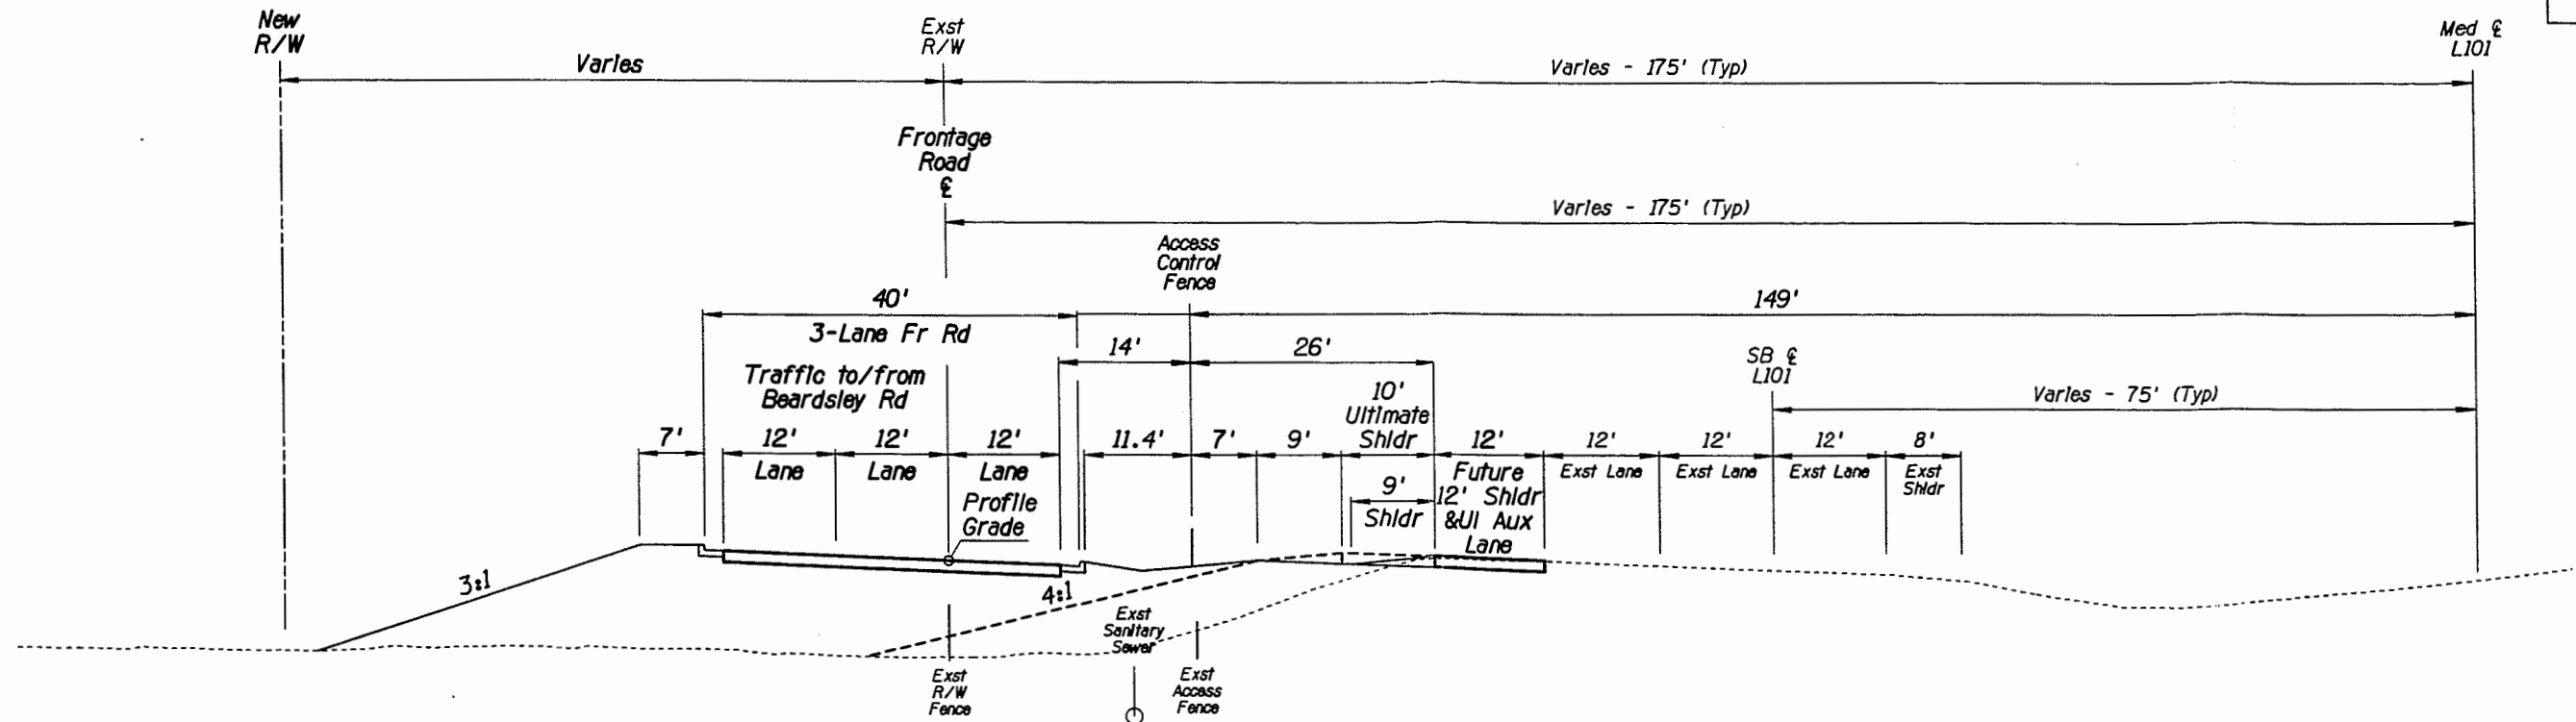 New
R/W
Exst
R/W
Med ℄
L101
Varies
Varies - 175' (Typ)
Frontage
Road
℄
Varies - 175' (Typ)
Access
Control
Fence
40'
149'
3-Lane Fr Rd
14'
26'
SB ℄
L101
Traffic to/from
Beardsley Rd
10'
Ultimate
Shldr
Varies - 75' (Typ)
7'
12'
Lane
12'
Lane
12'
Lane
11.4'
7'
9'
12'
Future
12' Shldr
&Ul Aux
Lane
12'
Exst Lane
12'
Exst Lane
12'
Exst Lane
8'
Exst
Shldr
9'
Shldr
Profile
Grade
3:1
4:1
Exst
Sanitary
Sewer
Exst
R/W
Fence
Exst
Access
Fence